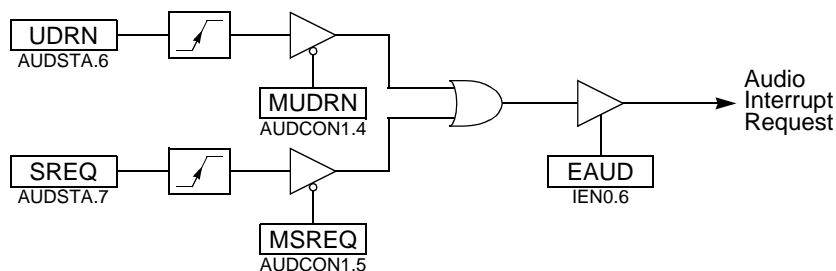 UDRN
AUDSTA.6
MUDRN
AUDCON1.4
Audio
Interrupt
Request
SREQ
AUDSTA.7
EAUD
IEN0.6
MSREQ
AUDCON1.5